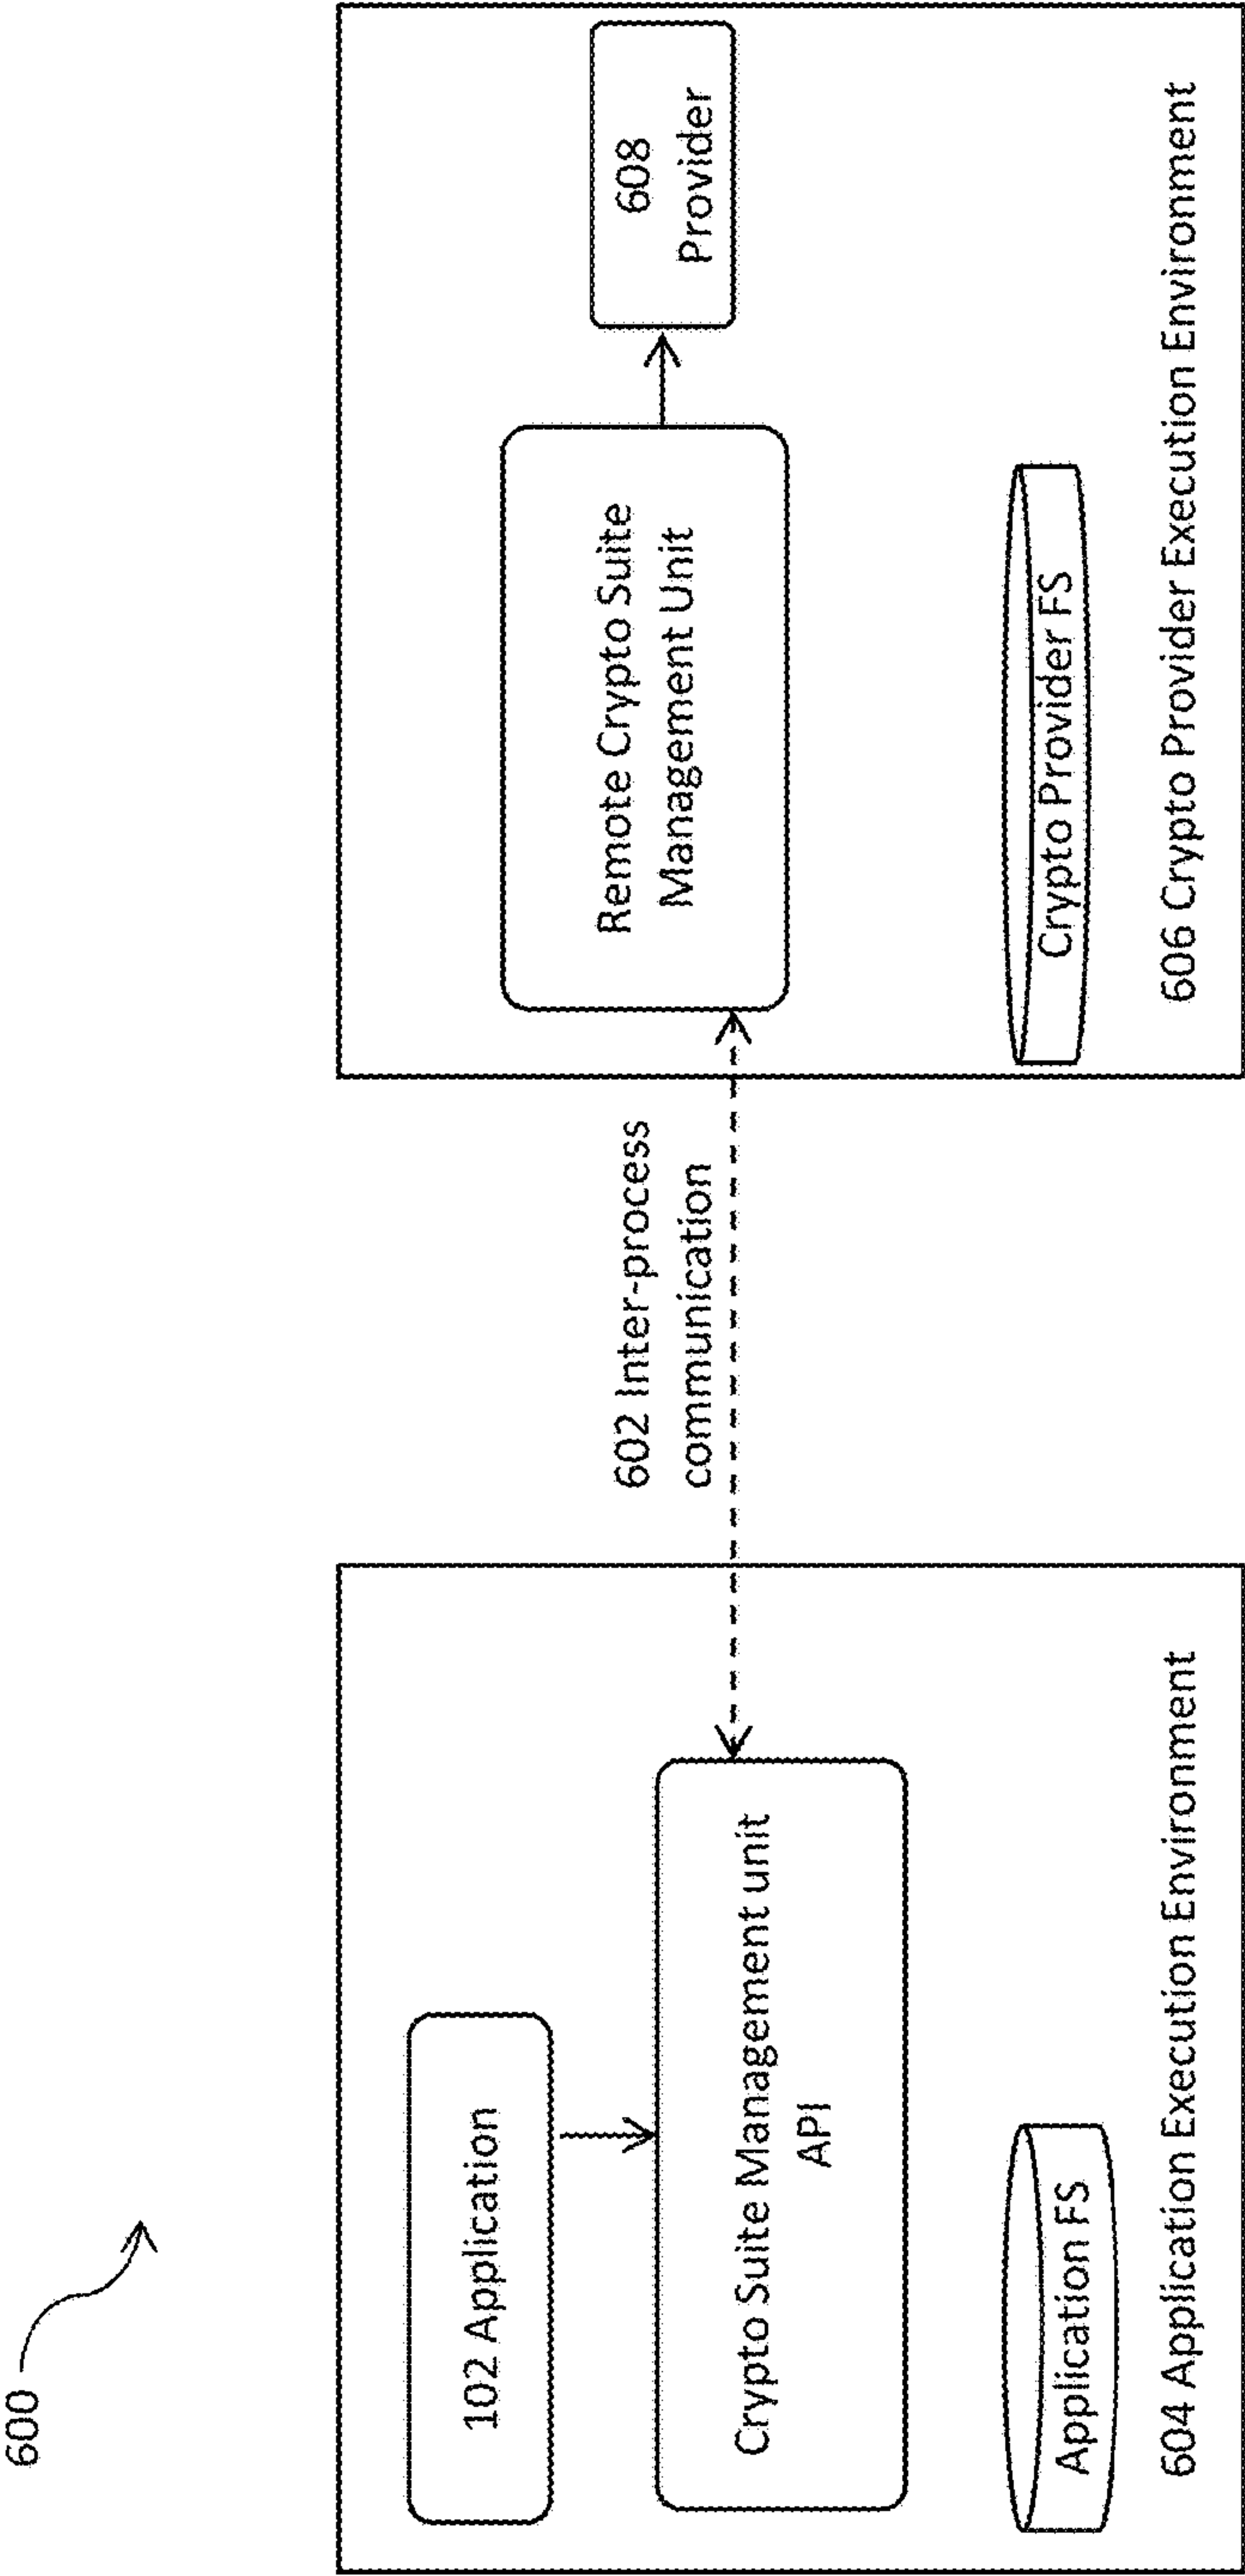 600
102 Application
Crypto Suite Management unit
API
Application FS
604 Application Execution Environment
602 Inter-process
communication
Remote Crypto Suite
Management Unit
608
Provider
Crypto Provider FS
606 Crypto Provider Execution Environment